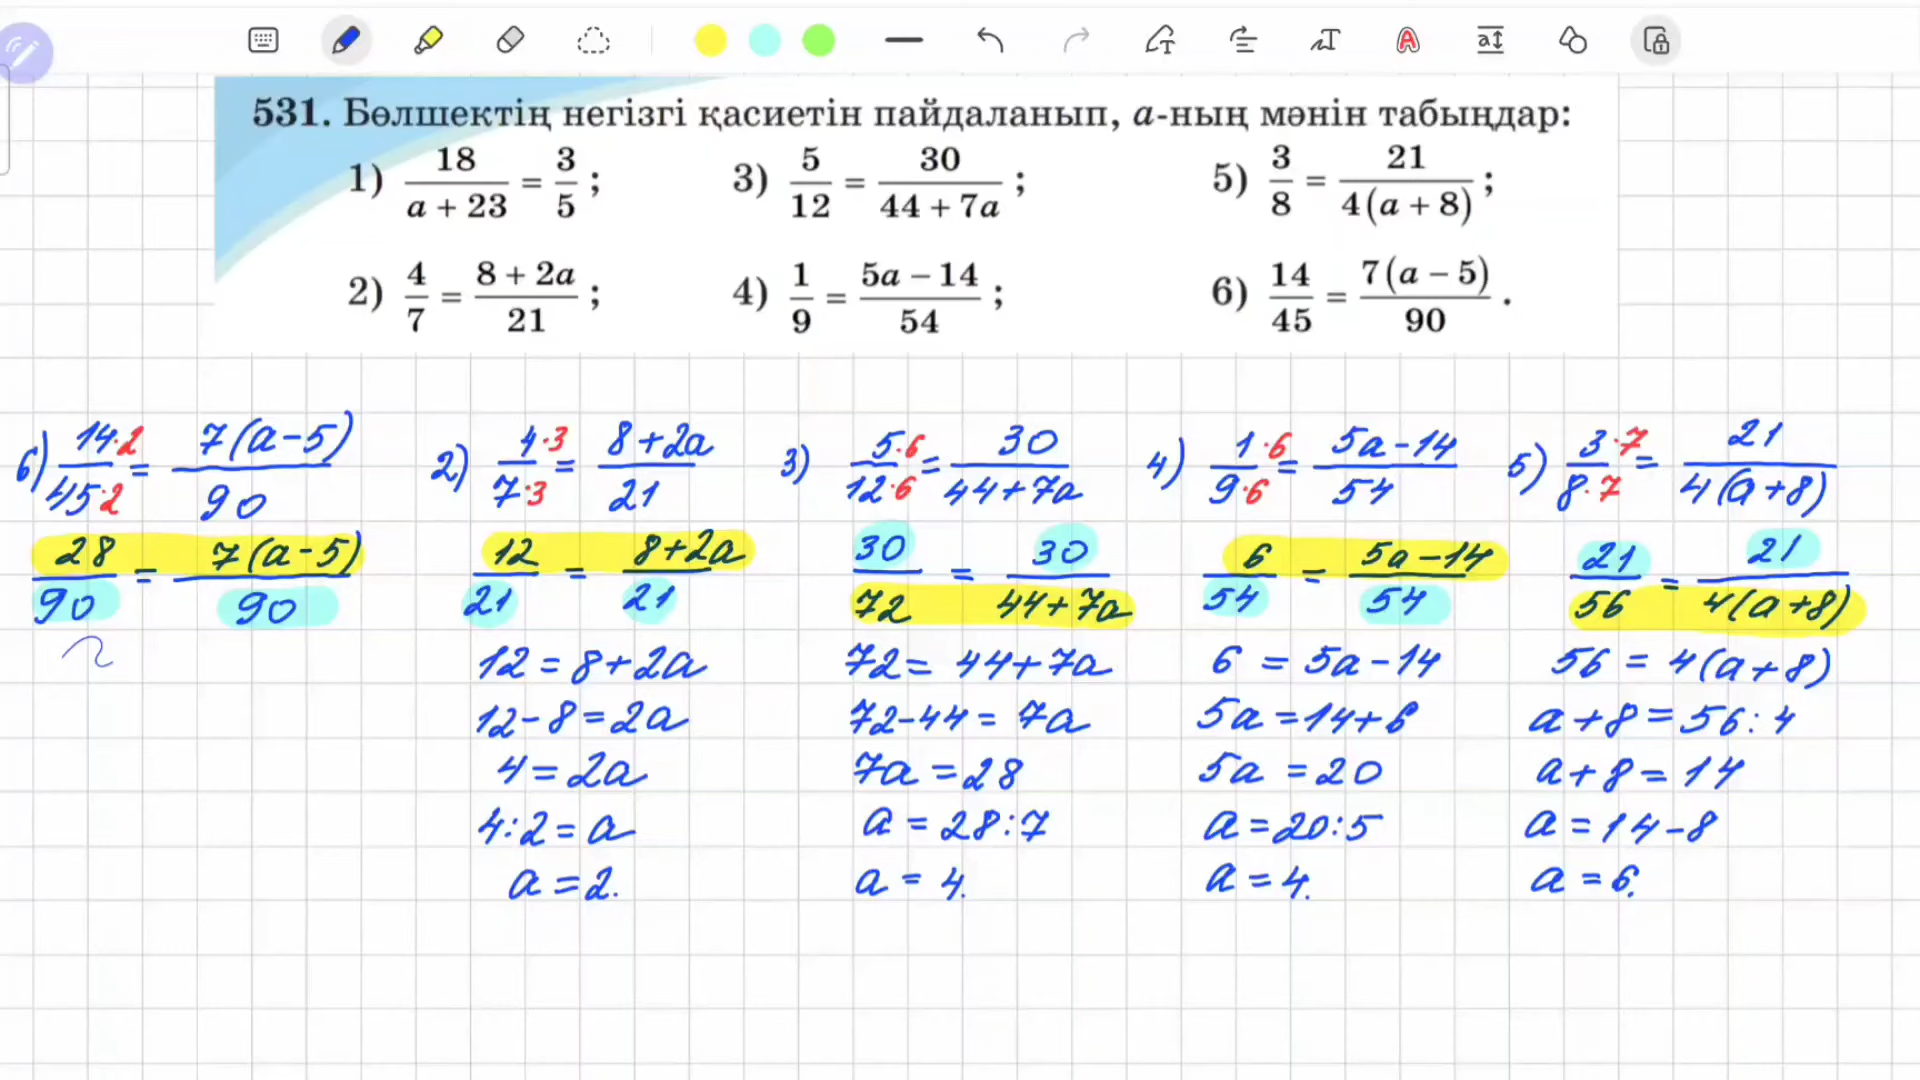 531. Бөлшектің негізгі қасиетін пайдаланып, a-ның мәнін табыңдар:
1) 18/(a + 23) = 3/5 ;
3) 5/12 = 30/(44 + 7a) ;
5) 3/8 = 21/(4(a + 8)) ;
2) 4/7 = (8 + 2a)/21 ;
4) 1/9 = (5a − 14)/54 ;
6) 14/45 = 7(a − 5)/90 .
6) 14·2/45·2 = 7(a-5)/90
28/90 = 7(a-5)/90
2) 4·3/7·3 = 8+2a/21
12/21 = 8+2a/21
12 = 8+2a
12-8 = 2a
4 = 2a
4:2 = a
a = 2.
3) 5·6/12·6 = 30/44+7a
30/72 = 30/44+7a
72 = 44+7a
72-44 = 7a
7a = 28
a = 28:7
a = 4.
4) 1·6/9·6 = 5a-14/54
6/54 = 5a-14/54
6 = 5a-14
5a = 14+6
5a = 20
a = 20:5
a = 4.
5) 3·7/8·7 = 21/4(a+8)
21/56 = 21/4(a+8)
56 = 4(a+8)
a+8 = 56:4
a+8 = 14
a = 14-8
a = 6.